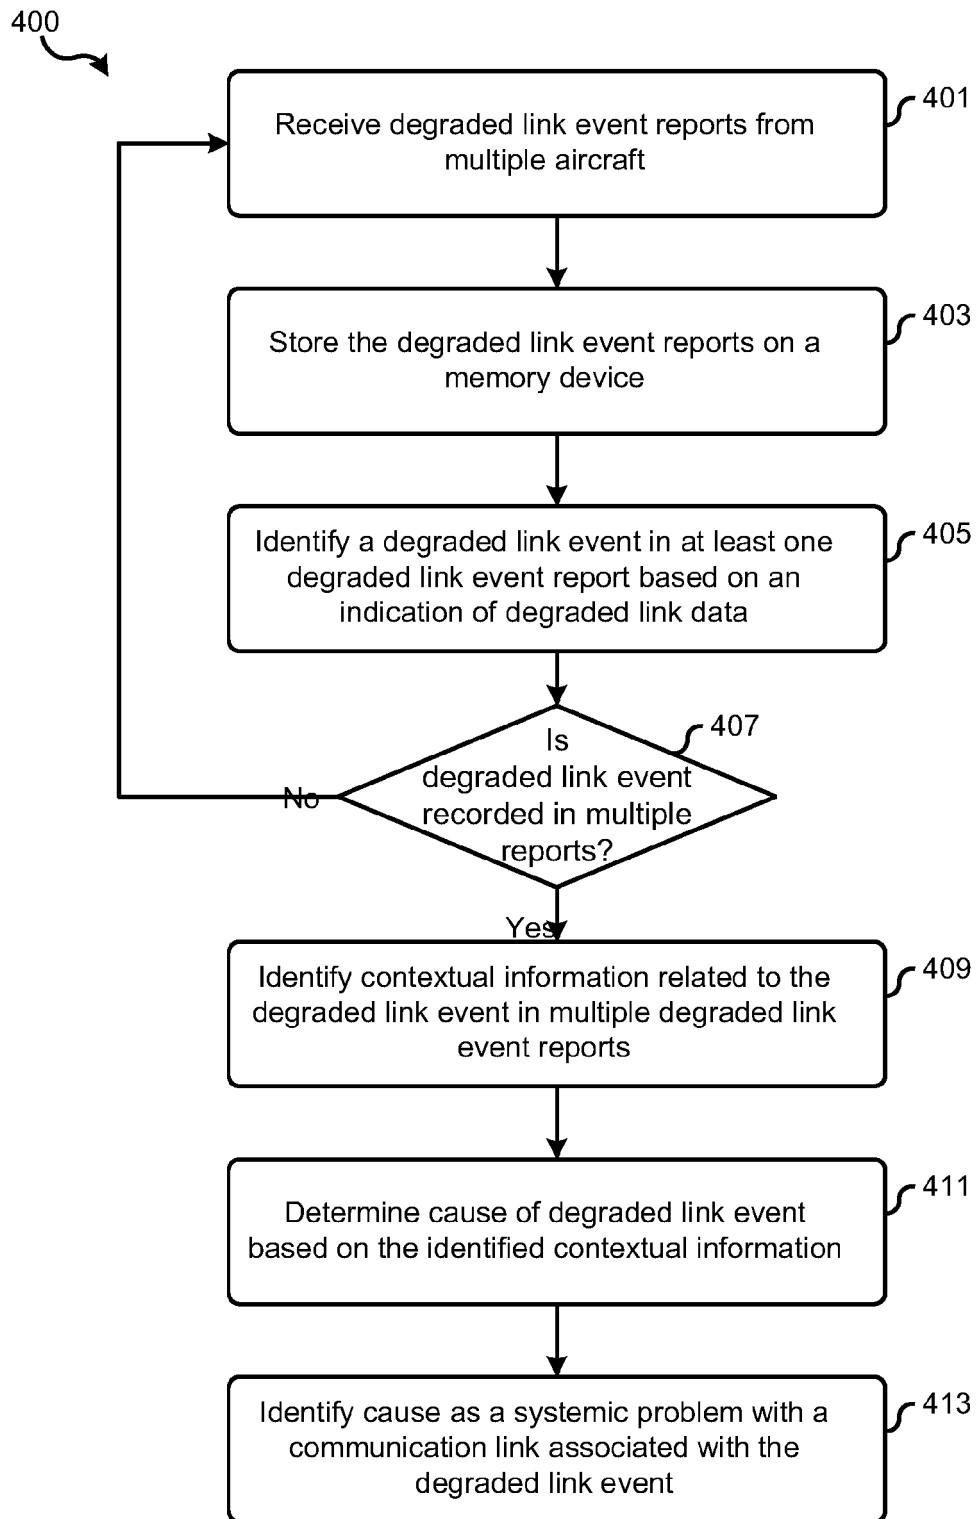 400
Receive degraded link event reports from
multiple aircraft
401
Store the degraded link event reports on a
memory device
403
Identify a degraded link event in at least one
degraded link event report based on an
indication of degraded link data
405
Is
degraded link event
recorded in multiple
reports?
407
No
Yes
Identify contextual information related to the
degraded link event in multiple degraded link
event reports
409
Determine cause of degraded link event
based on the identified contextual information
411
Identify cause as a systemic problem with a
communication link associated with the
degraded link event
413